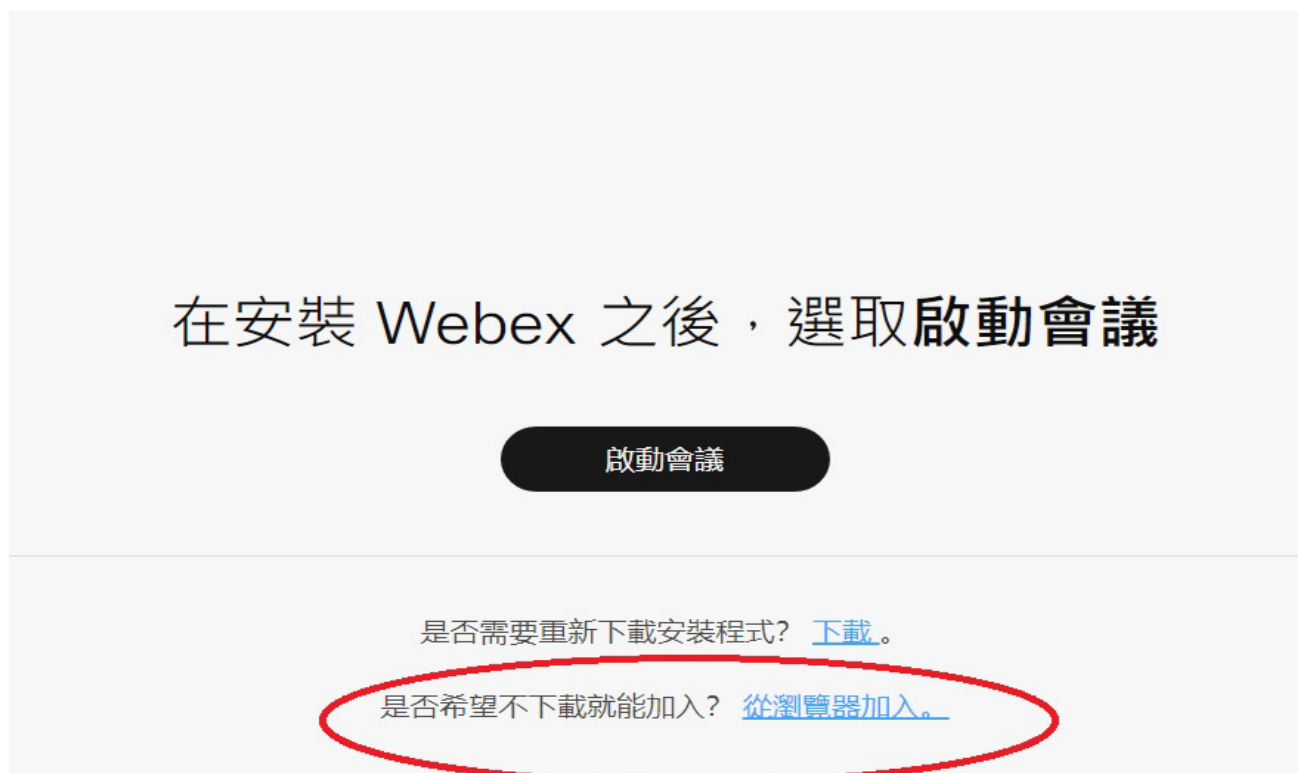 在安裝 Webex 之後，選取啟動會議
啟動會議
是否需要重新下載安裝程式? 下載 。
是否希望不下載就能加入? 從瀏覽器加入。